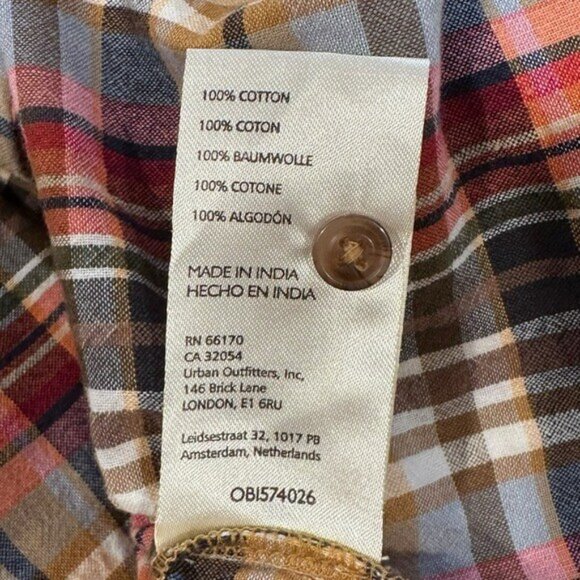 100% COTTON
100% COTON
100% BAUMWOLLE
100% COTONE
100% ALGODÓN
MADE IN INDIA
HECHO EN INDIA
RN 66170
CA 32054
Urban Outfitters, Inc,
146 Brick Lane
LONDON, E1 6RU
Leidsestraat 32, 1017 PB
Amsterdam, Netherlands
OBI574026